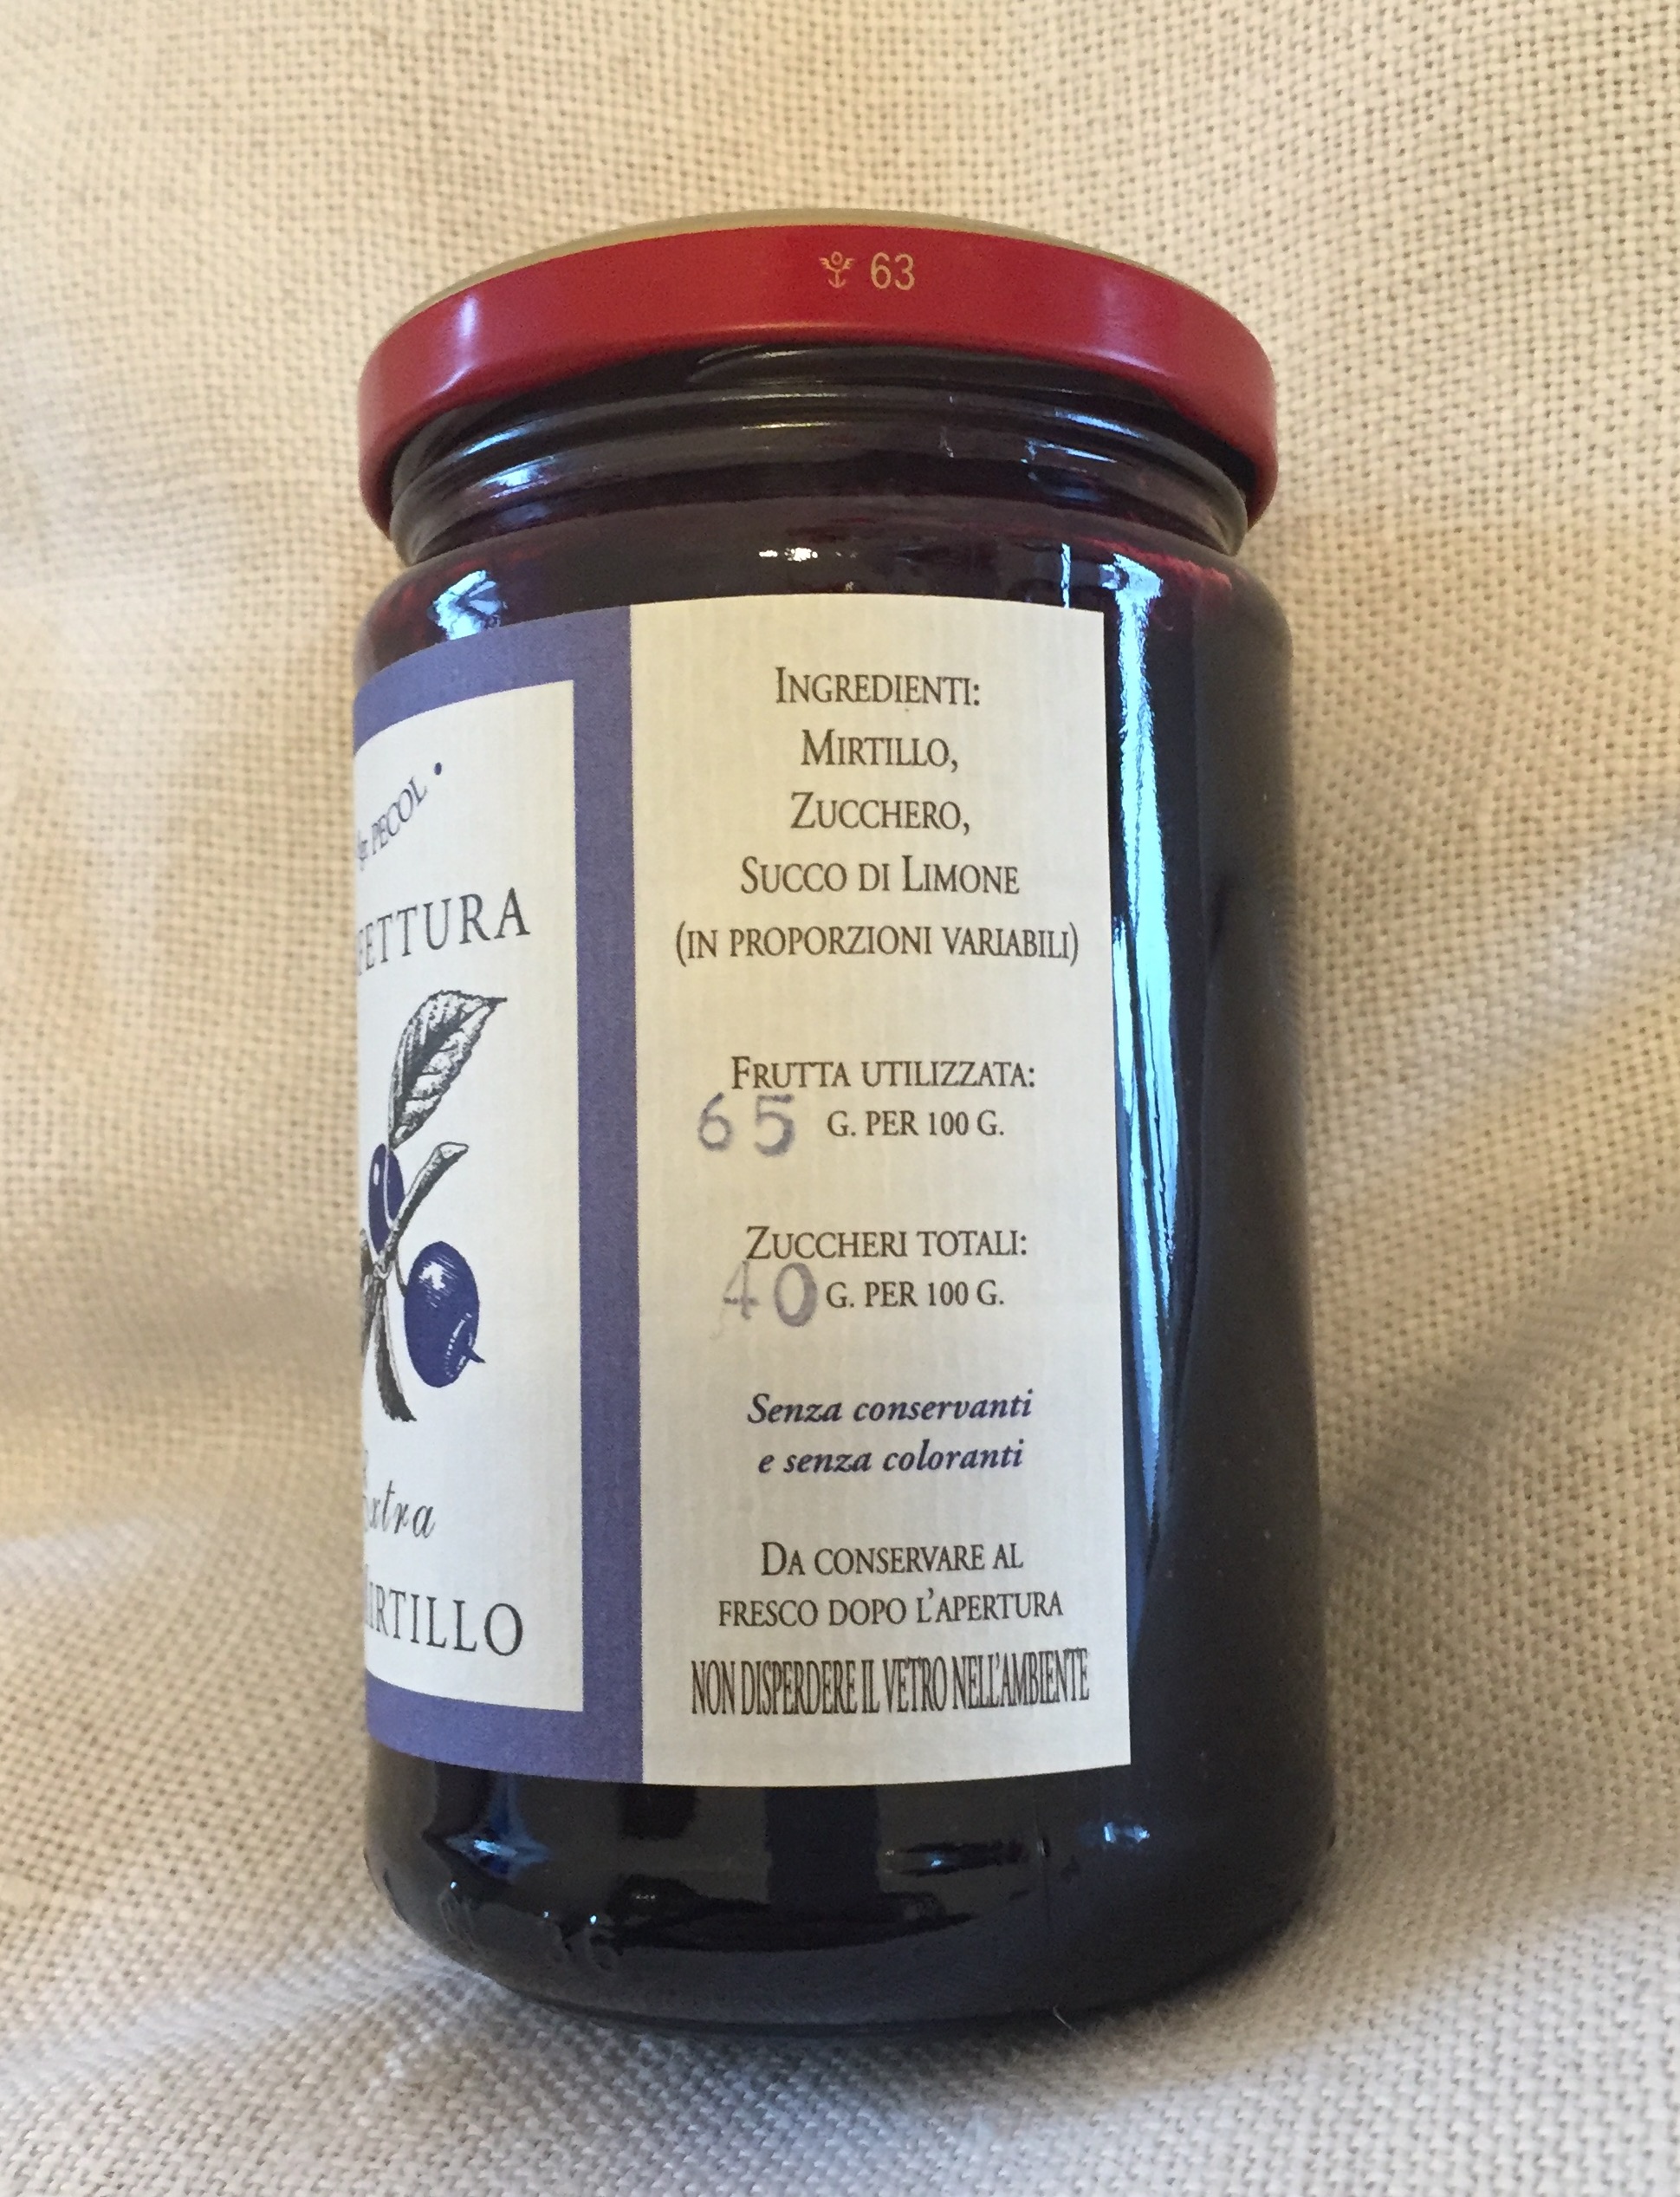 63
PECOL •
FETTURA
xtra
IRTILLO
INGREDIENTI:
MIRTILLO,
ZUCCHERO,
SUCCO DI LIMONE
(IN PROPORZIONI VARIABILI)
FRUTTA UTILIZZATA:
65 G. PER 100 G.
ZUCCHERI TOTALI:
40 G. PER 100 G.
Senza conservanti
e senza coloranti
DA CONSERVARE AL
FRESCO DOPO L'APERTURA
NON DISPERDERE IL VETRO NELL'AMBIENTE